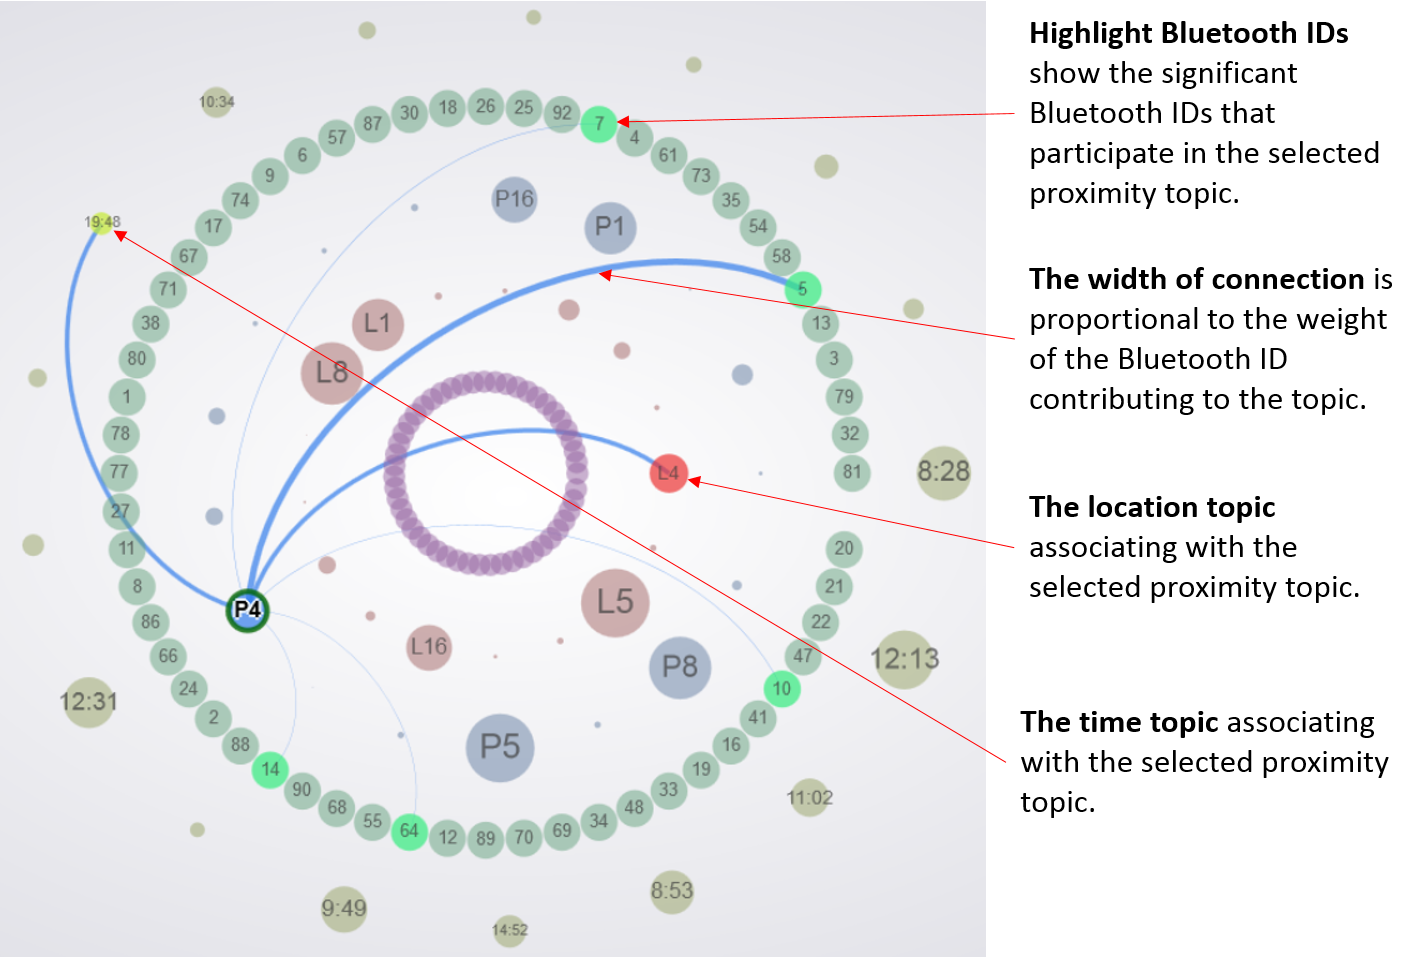 Highlight Bluetooth IDs
show the significant
Bluetooth IDs that
participate in the selected
proximity topic.
The width of connection is
proportional to the weight
of the Bluetooth ID
contributing to the topic.
The location topic
associating with the
selected proximity topic.
The time topic associating
with the selected proximity
topic.
10:34
19:48
8:28
12:13
11:02
8:53
14:52
9:49
12:31
87
30
18
26
25
92
7
4
61
73
35
54
58
5
13
3
79
32
81
20
21
22
47
10
41
16
19
33
48
34
69
70
89
12
64
55
68
90
14
88
2
24
66
86
8
11
27
77
78
1
80
38
71
67
17
74
9
6
57
P16
P1
L1
L8
L4
P4
L5
L16
P8
P5